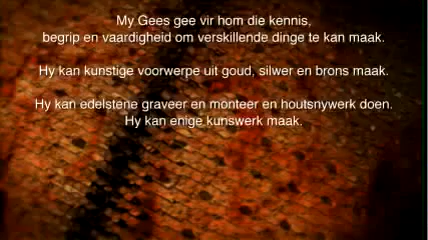 My Gees gee vir hom die kennis,
begrip en vaardigheid om verskillende dinge te kan maak.
Hy kan kunstige voorwerpe uit goud, silwer en brons maak.
Hy kan edelstene graveer en monteer en houtsnywerk doen.
Hy kan enige kunswerk maak.